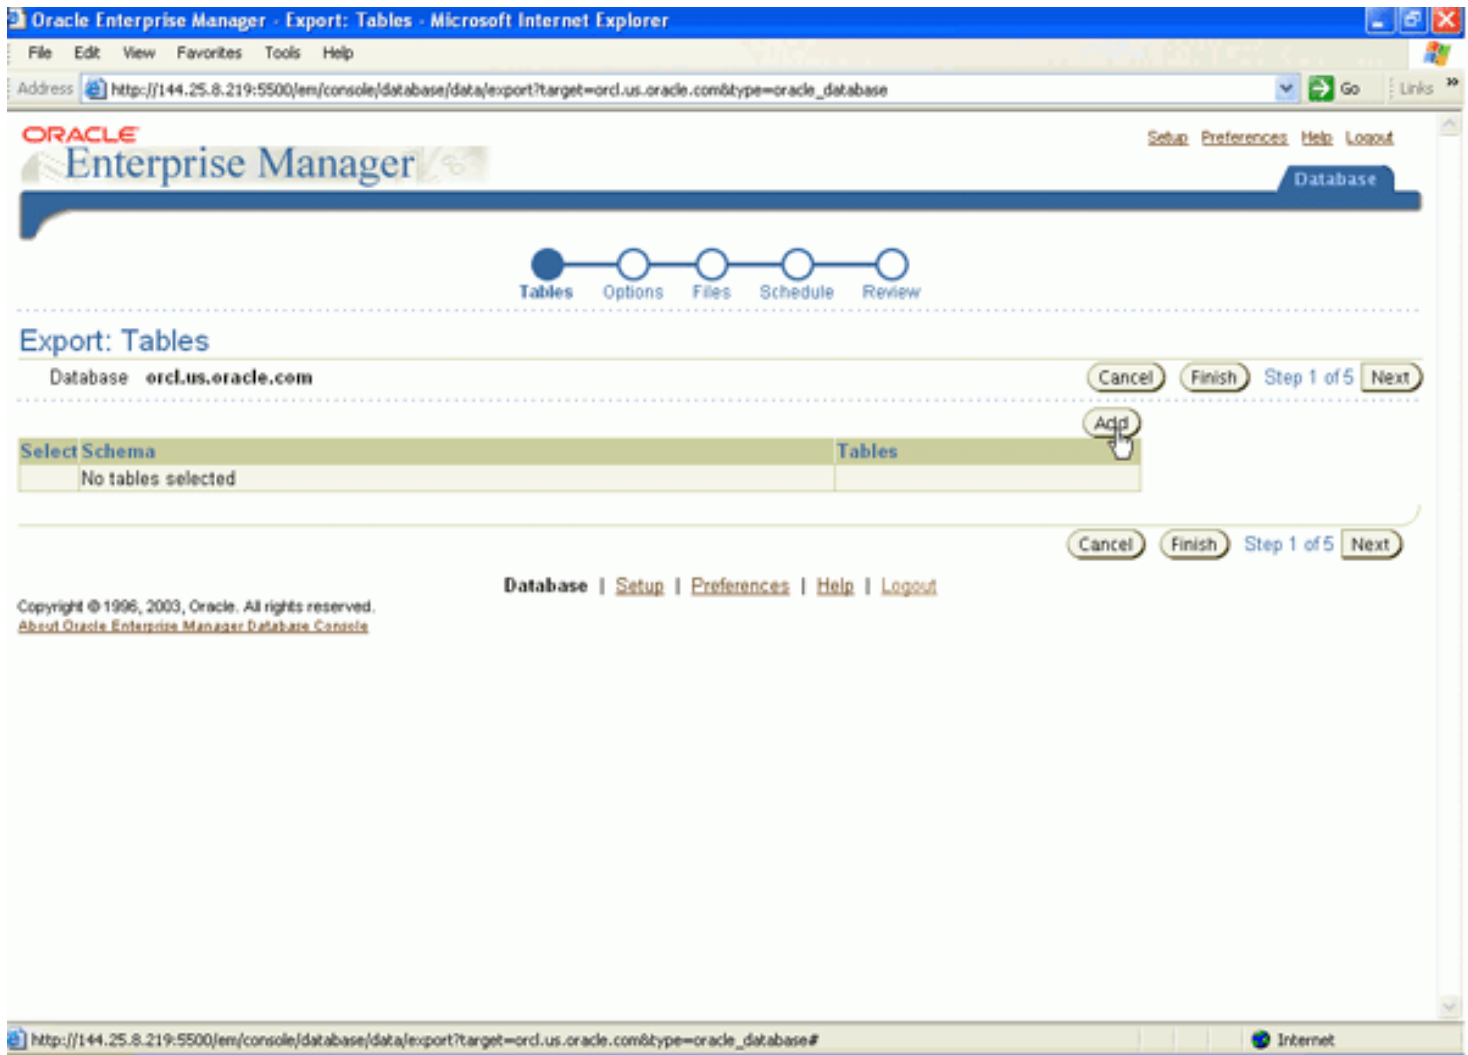 Oracle Enterprise Manager - Export: Tables - Microsoft Internet Explorer
File Edit View Favorites Tools Help
Address http://144.25.8.219:5500/em/console/database/data/export?target=orcl.us.oracle.com&type=oracle_database Go Links »
ORACLE
Enterprise Manager
Setup Preferences Help Logout
Database
Tables Options Files Schedule Review
Export: Tables
Database orcl.us.oracle.com Cancel Finish Step 1 of 5 Next
Add
Select Schema Tables
No tables selected
Cancel Finish Step 1 of 5 Next
Database | Setup | Preferences | Help | Logout
Copyright © 1996, 2003, Oracle. All rights reserved.
About Oracle Enterprise Manager Database Console
http://144.25.8.219:5500/em/console/database/data/export?target=orcl.us.oracle.com&type=oracle_database# Internet